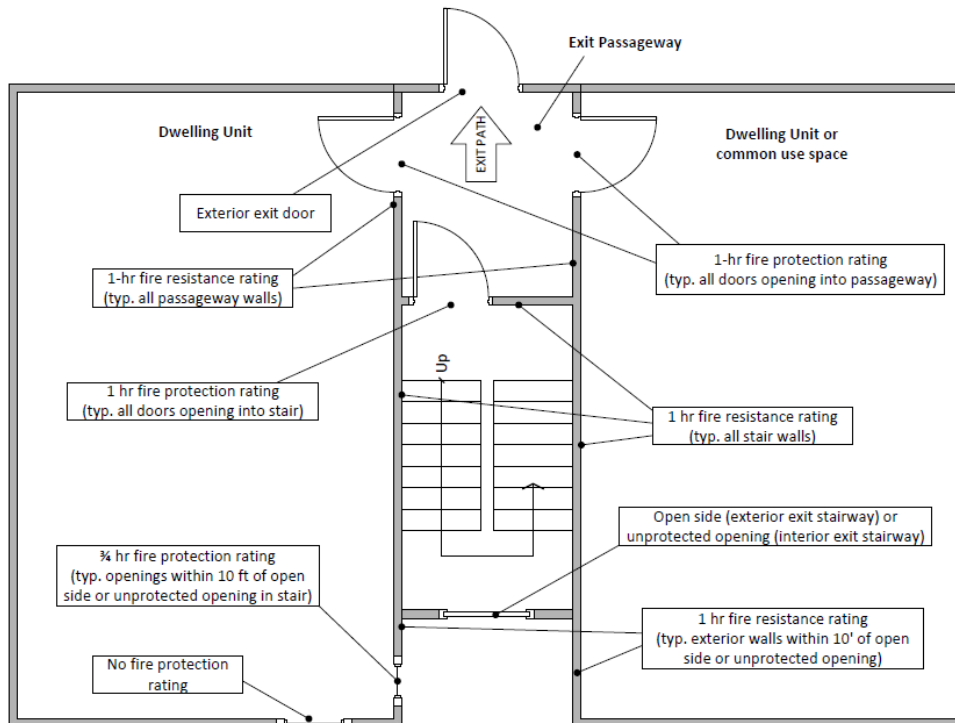 Exit Passageway
Dwelling Unit
Dwelling Unit or
common use space
EXIT PATH
Exterior exit door
1-hr fire resistance rating
(typ. all passageway walls)
1-hr fire protection rating
(typ. all doors opening into passageway)
Up
1 hr fire protection rating
(typ. all doors opening into stair)
1 hr fire resistance rating
(typ. all stair walls)
Open side (exterior exit stairway) or
unprotected opening (interior exit stairway)
¾ hr fire protection rating
(typ. openings within 10 ft of open
side or unprotected opening in stair)
1 hr fire resistance rating
(typ. exterior walls within 10' of open
side or unprotected opening)
No fire protection
rating